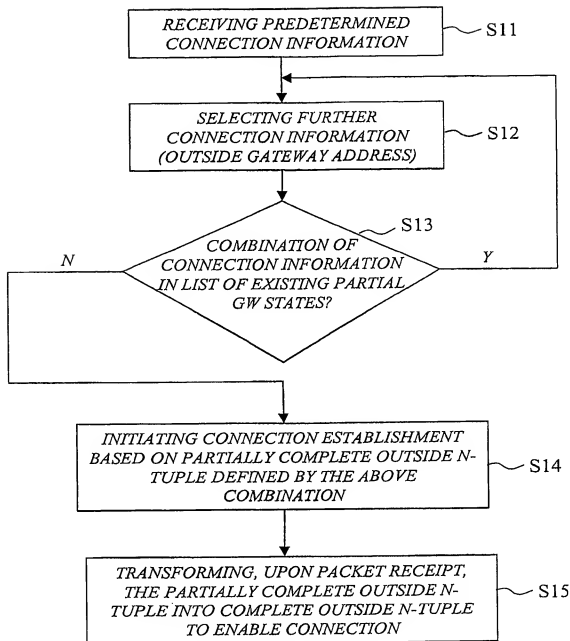 RECEIVING PREDETERMINED
CONNECTION INFORMATION
S11
SELECTING FURTHER
CONNECTION INFORMATION
(OUTSIDE GATEWAY ADDRESS)
S12
S13
COMBINATION OF
CONNECTION INFORMATION
IN LIST OF EXISTING PARTIAL
GW STATES?
N
Y
INITIATING CONNECTION ESTABLISHMENT
BASED ON PARTIALLY COMPLETE OUTSIDE N-
TUPLE DEFINED BY THE ABOVE
COMBINATION
S14
TRANSFORMING, UPON PACKET RECEIPT,
THE PARTIALLY COMPLETE OUTSIDE N-
TUPLE INTO COMPLETE OUTSIDE N-TUPLE
TO ENABLE CONNECTION
S15